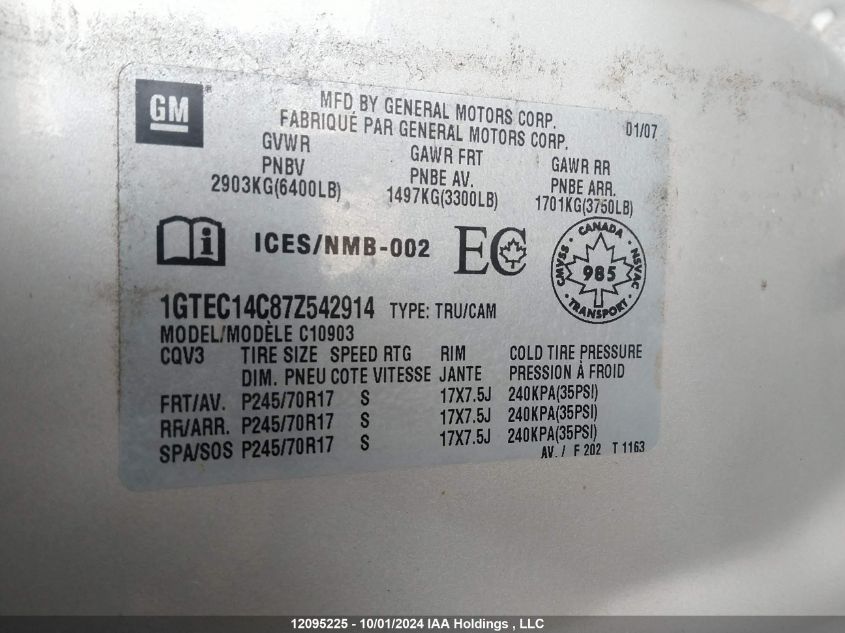 GM
MFD BY GENERAL MOTORS CORP.
FABRIQUÉ PAR GENERAL MOTORS CORP.
01/07
GVWR
PNBV
2903KG(6400LB)
GAWR FRT
PNBE AV.
1497KG(3300LB)
GAWR RR
PNBE ARR.
1701KG(3750LB)
i ICES/NMB-002 EC
CANADA
CMVSS 985 NSVAC
TRANSPORT
1GTEC14C87Z542914 TYPE: TRU/CAM
MODEL/MODÈLE C10903
CQV3 TIRE SIZE SPEED RTG RIM COLD TIRE PRESSURE
DIM. PNEU COTE VITESSE JANTE PRESSION À FROID
FRT/AV. P245/70R17 S 17X7.5J 240KPA(35PSI)
RR/ARR. P245/70R17 S 17X7.5J 240KPA(35PSI)
SPA/SOS P245/70R17 S 17X7.5J 240KPA(35PSI)
AV. / F 202 T 1163
12095225 - 10/01/2024 IAA Holdings , LLC